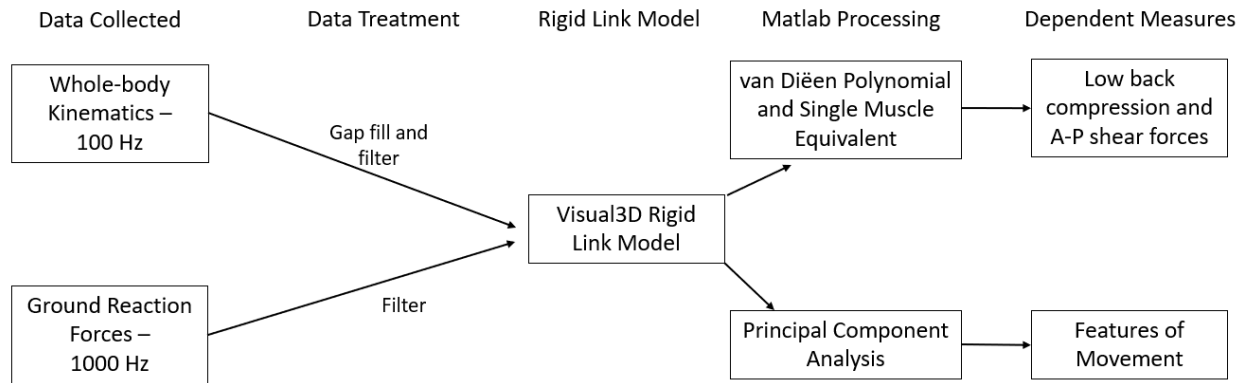 Data Collected
Data Treatment
Rigid Link Model
Matlab Processing
Dependent Measures
Whole-body
Kinematics –
100 Hz
Gap fill and
filter
van Diëen Polynomial
and Single Muscle
Equivalent
Low back
compression and
A-P shear forces
Visual3D Rigid
Link Model
Ground Reaction
Forces –
1000 Hz
Filter
Principal Component
Analysis
Features of
Movement